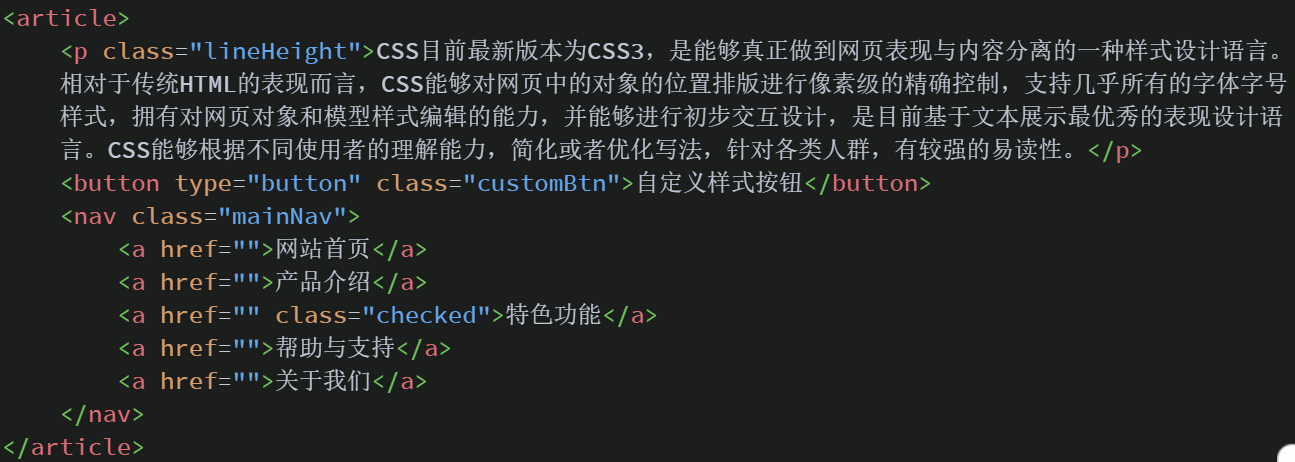 <article>
<p class="lineHeight">CSS目前最新版本为CSS3，是能够真正做到网页表现与内容分离的一种样式设计语言。
相对于传统HTML的表现而言，CSS能够对网页中的对象的位置排版进行像素级的精确控制，支持几乎所有的字体字号
样式，拥有对网页对象和模型样式编辑的能力，并能够进行初步交互设计，是目前基于文本展示最优秀的表现设计语
言。CSS能够根据不同使用者的理解能力，简化或者优化写法，针对各类人群，有较强的易读性。</p>
<button type="button" class="customBtn">自定义样式按钮</button>
<nav class="mainNav">
<a href="">网站首页</a>
<a href="">产品介绍</a>
<a href="" class="checked">特色功能</a>
<a href="">帮助与支持</a>
<a href="">关于我们</a>
</nav>
</article>